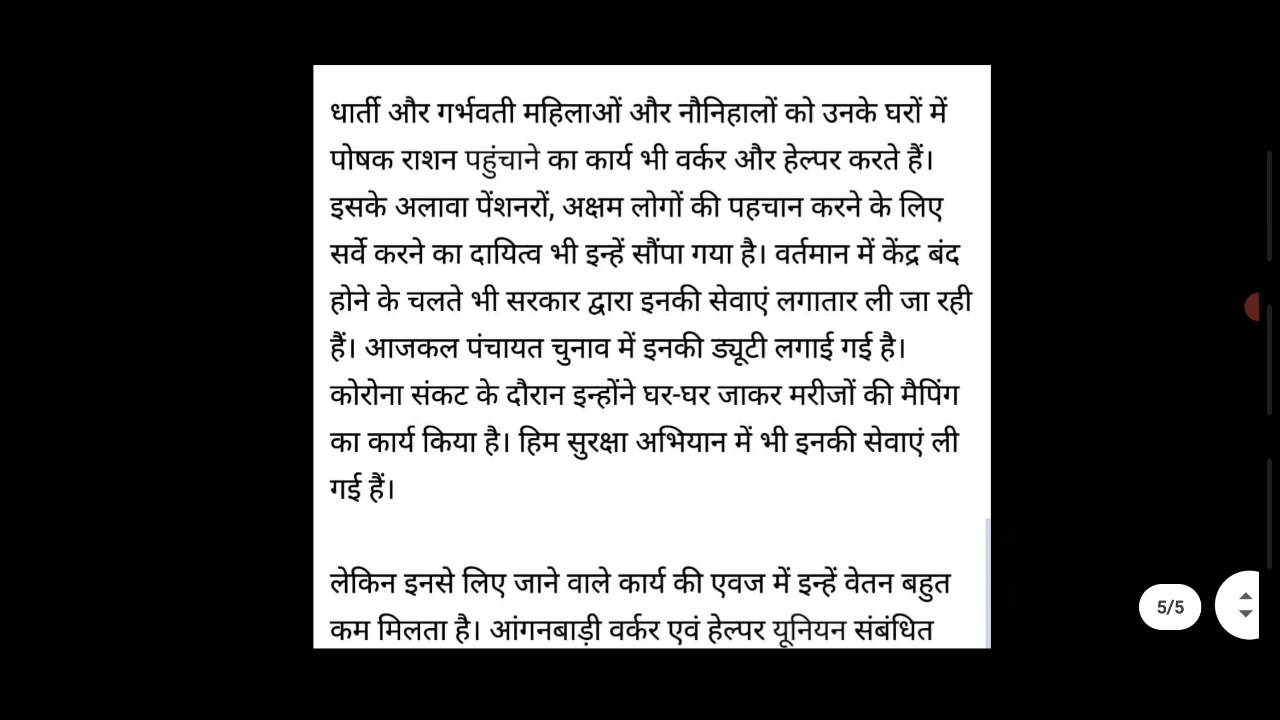 धार्ती और गर्भवती महिलाओं और नौनिहालों को उनके घरों में
पोषक राशन पहुंचाने का कार्य भी वर्कर और हेल्पर करते हैं।
इसके अलावा पेंशनरों, अक्षम लोगों की पहचान करने के लिए
सर्वे करने का दायित्व भी इन्हें सौंपा गया है। वर्तमान में केंद्र बंद
होने के चलते भी सरकार द्वारा इनकी सेवाएं लगातार ली जा रही
हैं। आजकल पंचायत चुनाव में इनकी ड्यूटी लगाई गई है।
कोरोना संकट के दौरान इन्होंने घर-घर जाकर मरीजों की मैपिंग
का कार्य किया है। हिम सुरक्षा अभियान में भी इनकी सेवाएं ली
गई हैं।
लेकिन इनसे लिए जाने वाले कार्य की एवज में इन्हें वेतन बहुत
कम मिलता है। आंगनबाड़ी वर्कर एवं हेल्पर यूनियन संबंधित
5/5